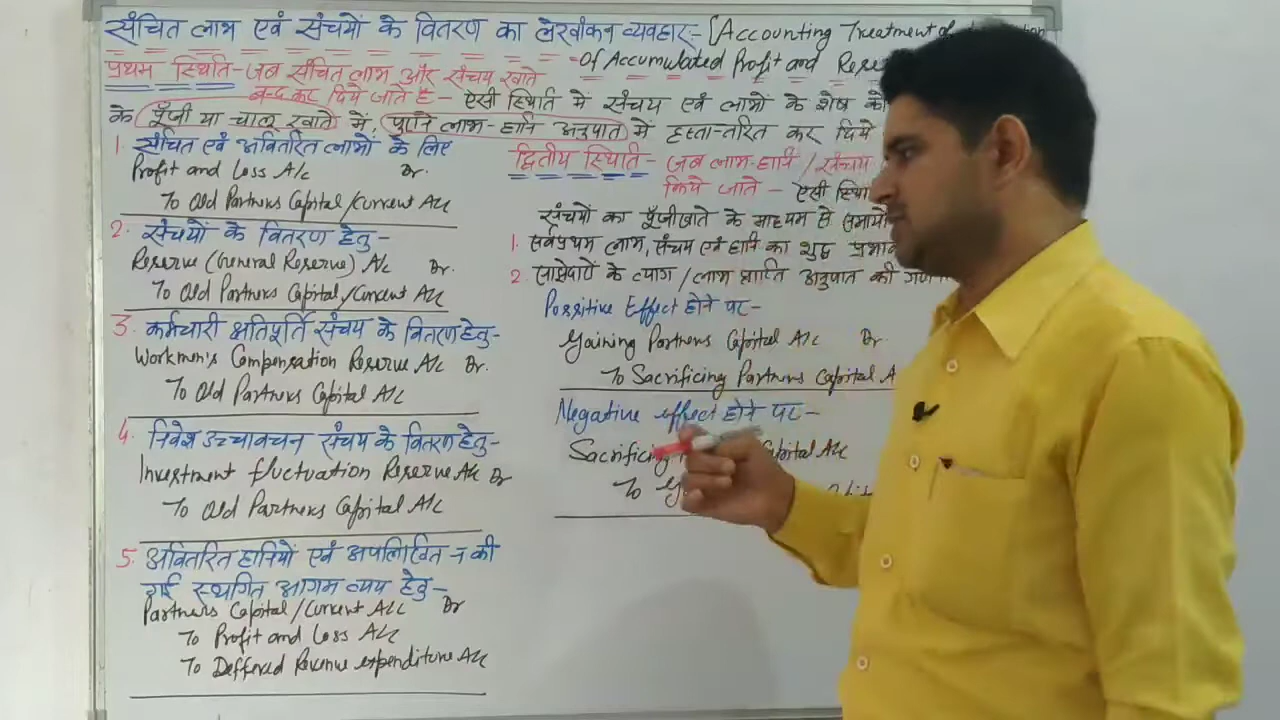 संचित लाभ एवं संचयों के वितरण का लेखांकन व्यवहार:- [Accounting Treatment of
Of Accumulated Profit and Rese
प्रथम स्थिति- जब संचित लाभ और संचय खाते
बन्द कर दिये जाते है- ऐसी स्थिति में संचय एवं लाभों के शेष को
के पूँजी या चालू खाते में, पुराने लाभ-हानि अनुपात में हस्तान्तरित कर दिये
1. संचित एवं अवितरित लाभों के लिए
Profit and Loss A/c Dr.
To Old Partners Capital/Current A/c
2. संचयों के वितरण हेतु-
Reserve (General Reserve) A/c Dr.
To Old Partners Capital/Current A/c
3. कर्मचारी क्षतिपूर्ति संचय के वितरण हेतु-
Workmen's Compensation Reserve A/c Dr.
To Old Partners Capital A/c
4. निवेश उच्चावचन संचय के वितरण हेतु-
Investment fluctuation Reserve A/c Dr
To Old Partners Capital A/c
5. अवितरित हानियों एवं अपलिखित न की
गई स्थगित आगम व्यय हेतु-
Partners Capital/Current A/c Dr
To Profit and Loss A/c
To Deffered Revenue expenditure A/c
द्वितीय स्थिति- जब लाभ-हानि / संचय
किये जाते - ऐसी स्थि
संचयों का पूँजीखाते के माध्यम से समायो
1. सर्वप्रथम लाभ, संचय एवं हानि का शुद्ध प्रभाव
2. साझेदारों के त्याग / लाभ प्राप्ति अनुपात की गण
Possitive Effect होने पर-
Gaining Partners Capital A/c Dr.
To Sacrificing Partners Capital A
Negative effect होने पर-
Sacrificing Capital A/c
To G